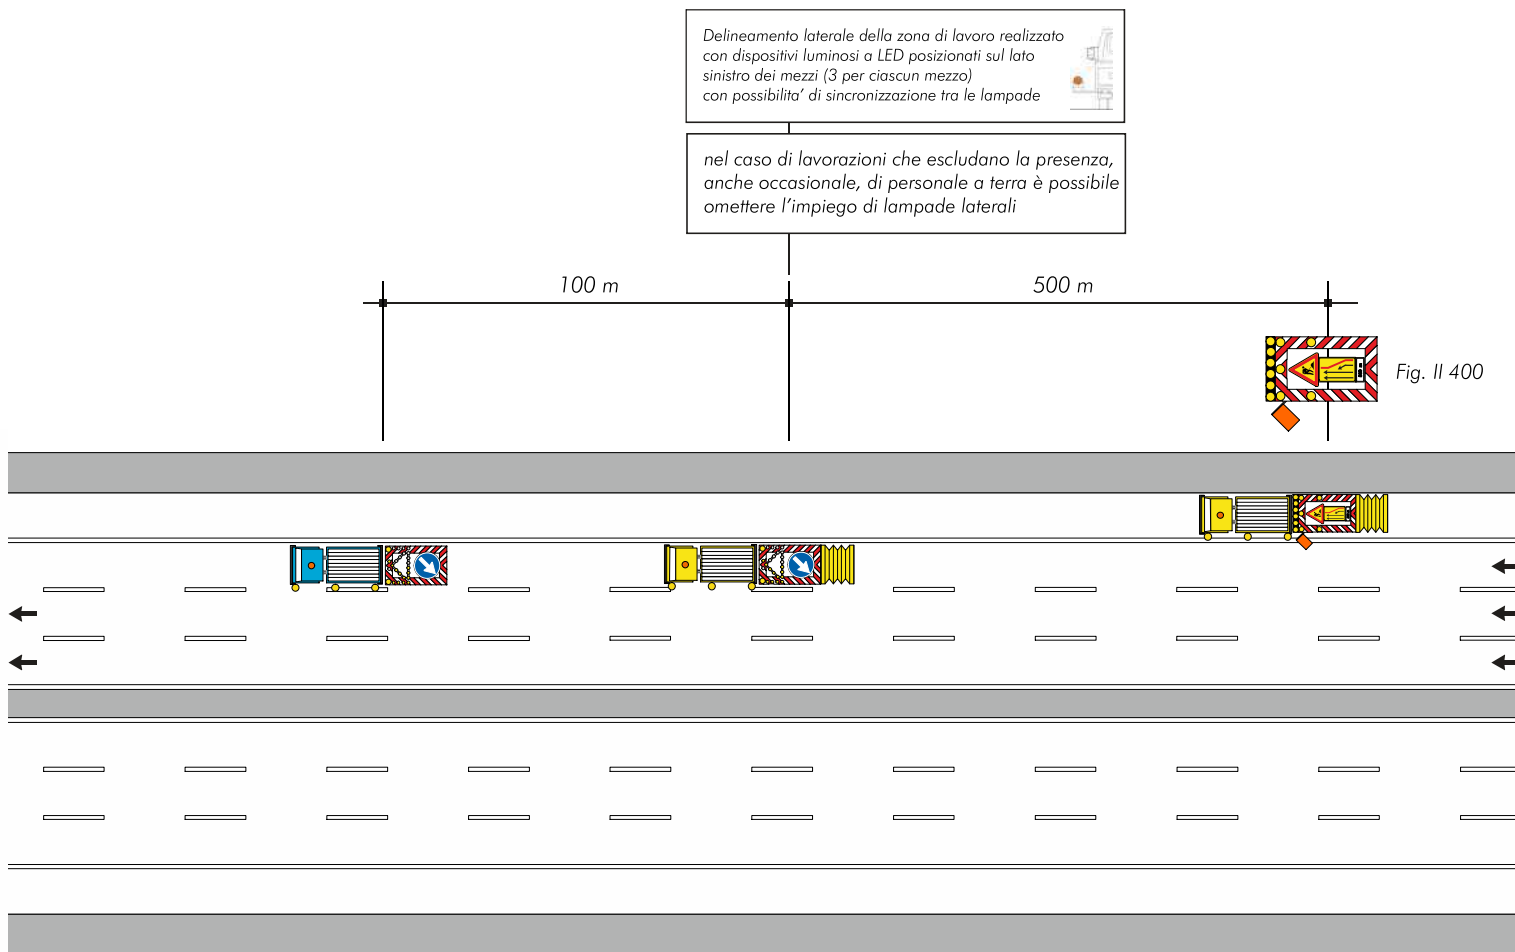 Delineamento laterale della zona di lavoro realizzato
con dispositivi luminosi a LED posizionati sul lato
sinistro dei mezzi (3 per ciascun mezzo)
con possibilita' di sincronizzazione tra le lampade
nel caso di lavorazioni che escludano la presenza,
anche occasionale, di personale a terra è possibile
omettere l'impiego di lampade laterali
100 m
500 m
Fig. II 400